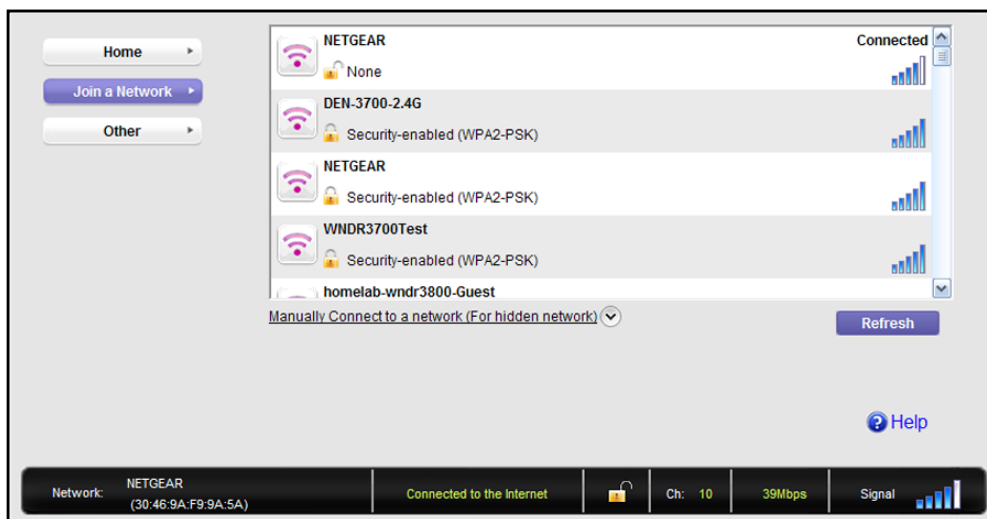 Home
Join a Network
Other
NETGEAR
Connected
None
DEN-3700-2.4G
Security-enabled (WPA2-PSK)
NETGEAR
Security-enabled (WPA2-PSK)
WNDR3700Test
Security-enabled (WPA2-PSK)
homelab-wndr3800-Guest
Manually Connect to a network (For hidden network)
Refresh
? Help
Network: NETGEAR
(30:46:9A:F9:9A:5A)
Connected to the Internet
Ch: 10
39Mbps
Signal